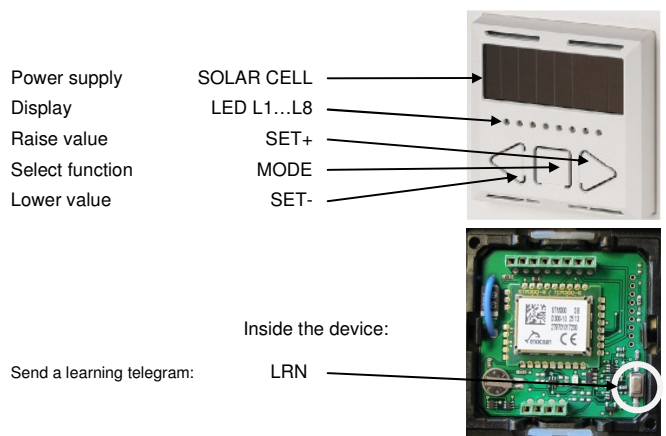 Power supply SOLAR CELL
Display LED L1…L8
Raise value SET+
Select function MODE
Lower value SET-
Inside the device:
Send a learning telegram: LRN
STM300
enocean CE